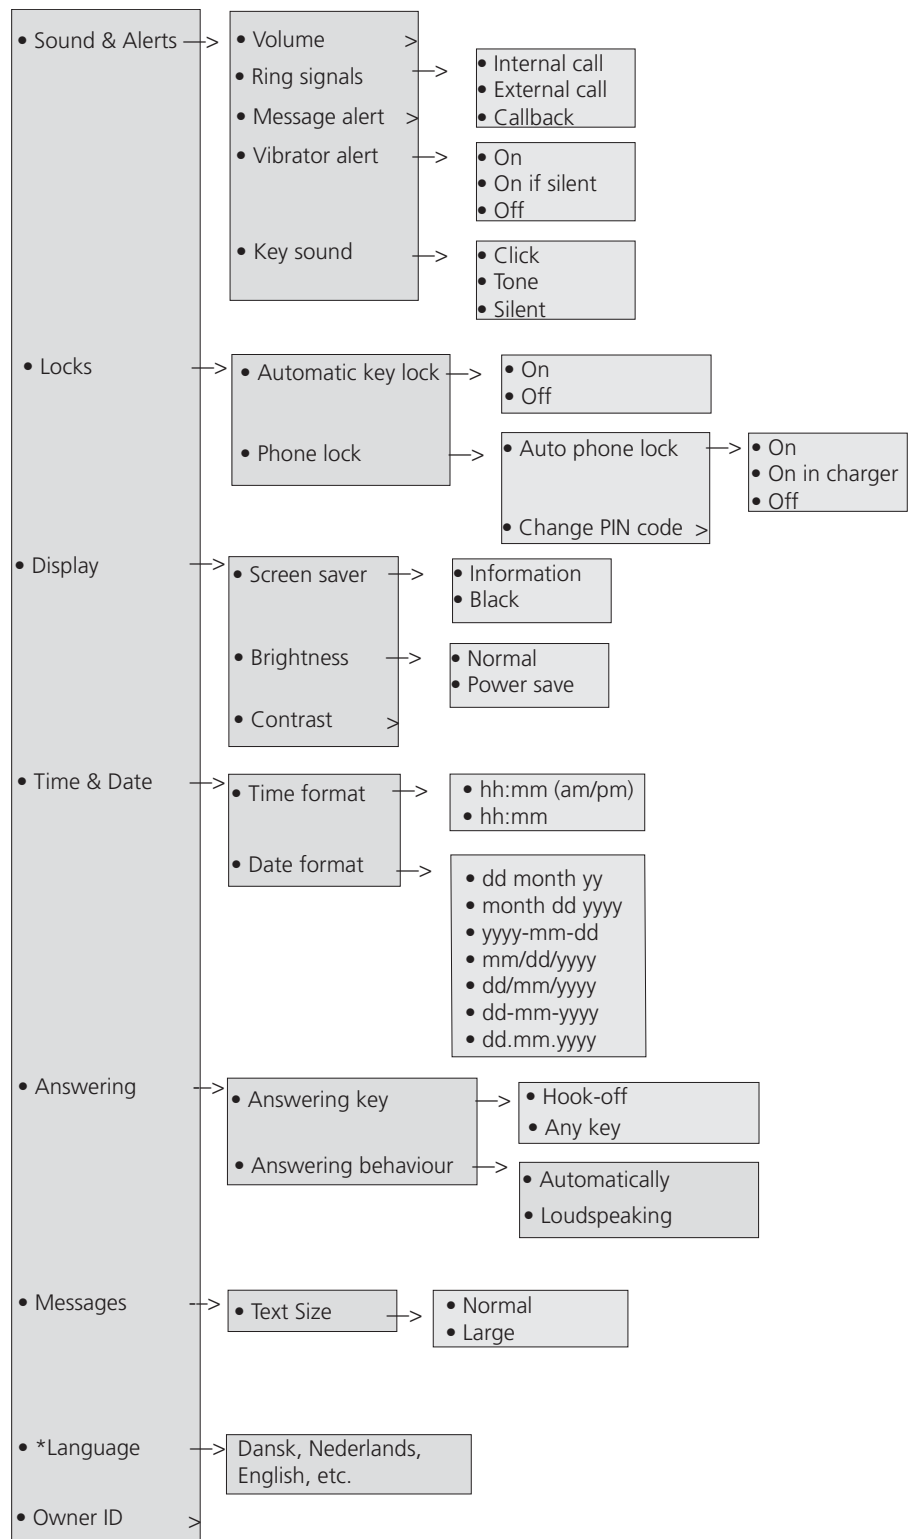 • Sound & Alerts —>
• Volume >
• Ring signals —>
• Internal call
• External call
• Callback
• Message alert >
• Vibrator alert —>
• On
• On if silent
• Off
• Key sound —>
• Click
• Tone
• Silent
• Locks —>
• Automatic key lock —>
• On
• Off
• Phone lock —>
• Auto phone lock —>
• On
• On in charger
• Off
• Change PIN code >
• Display —>
• Screen saver —>
• Information
• Black
• Brightness —>
• Normal
• Power save
• Contrast >
• Time & Date —>
• Time format —>
• hh:mm (am/pm)
• hh:mm
• Date format —>
• dd month yy
• month dd yyyy
• yyyy-mm-dd
• mm/dd/yyyy
• dd/mm/yyyy
• dd-mm-yyyy
• dd.mm.yyyy
• Answering —>
• Answering key —>
• Hook-off
• Any key
• Answering behaviour —>
• Automatically
• Loudspeaking
• Messages —>
• Text Size —>
• Normal
• Large
• *Language —>
Dansk, Nederlands,
English, etc.
• Owner ID >